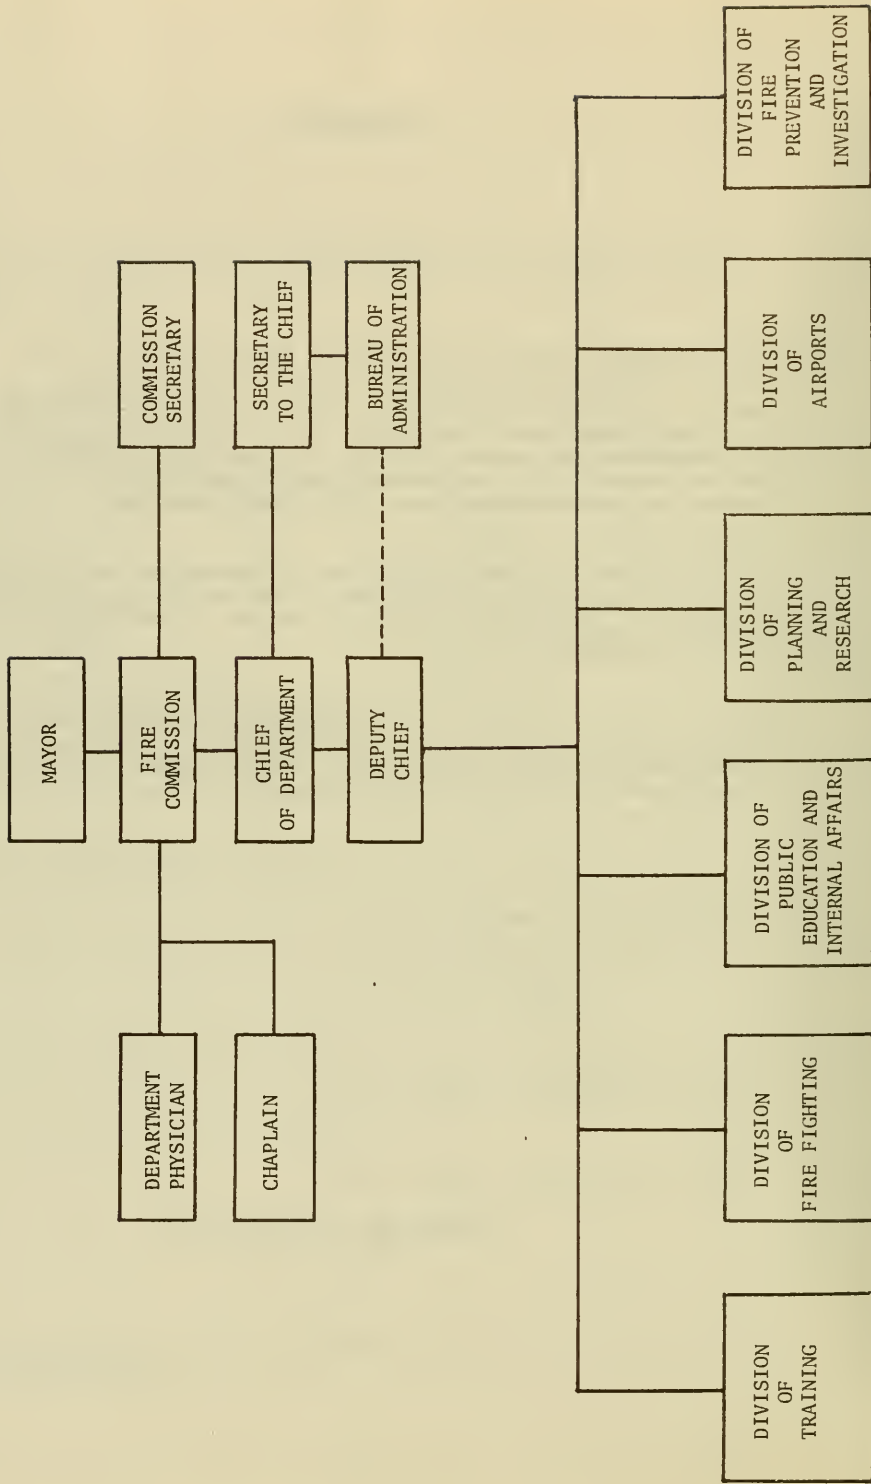 MAYOR
FIRE
COMMISSION
COMMISSION
SECRETARY
DEPARTMENT
PHYSICIAN
CHAPLAIN
CHIEF
OF DEPARTMENT
SECRETARY
TO THE CHIEF
DEPUTY
CHIEF
BUREAU OF
ADMINISTRATION
DIVISION
OF
TRAINING
DIVISION
OF
FIRE FIGHTING
DIVISION OF
PUBLIC
EDUCATION AND
INTERNAL AFFAIRS
DIVISION
OF
PLANNING
AND
RESEARCH
DIVISION
OF
AIRPORTS
DIVISION OF
FIRE
PREVENTION
AND
INVESTIGATION